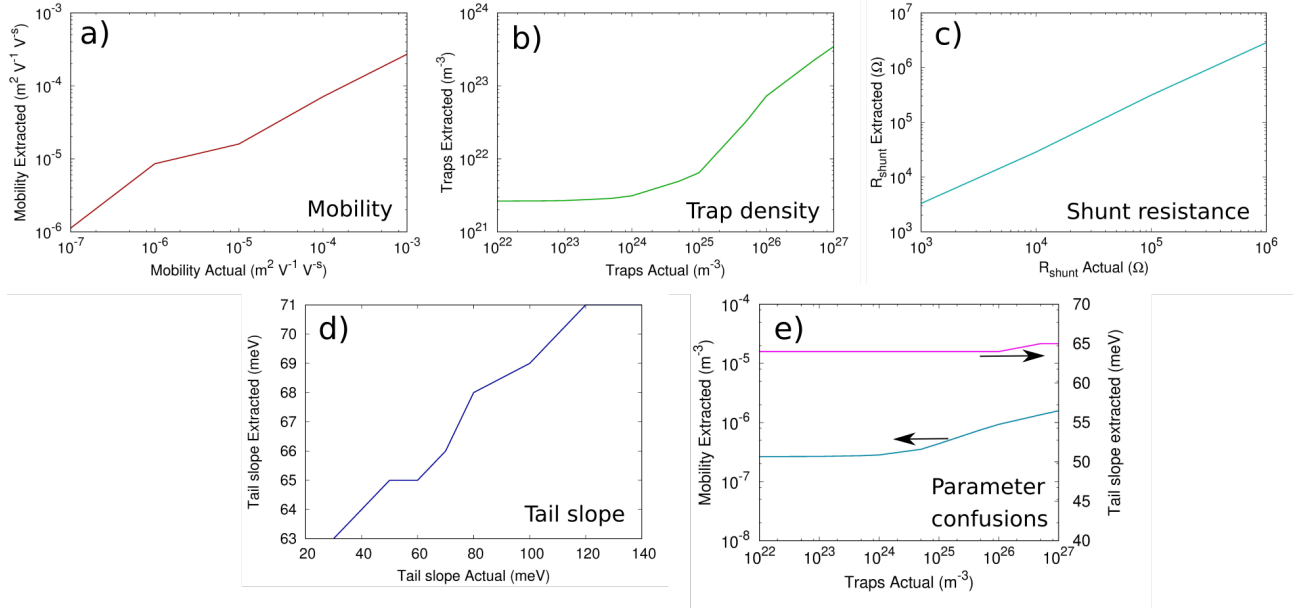 a)
10⁻³
10⁻⁴
10⁻⁵
10⁻⁶
Mobility Extracted (m² V⁻¹ V⁻ˢ)
Mobility
10⁻⁷ 10⁻⁶ 10⁻⁵ 10⁻⁴ 10⁻³
Mobility Actual (m² V⁻¹ V⁻ˢ)
b)
10²⁴
10²³
10²²
10²¹
Traps Extracted (m⁻³)
Trap density
10²² 10²³ 10²⁴ 10²⁵ 10²⁶ 10²⁷
Traps Actual (m⁻³)
c)
10⁷
10⁶
10⁵
10⁴
10³
R_shunt Extracted (Ω)
Shunt resistance
10³ 10⁴ 10⁵ 10⁶
R_shunt Actual (Ω)
d)
71
70
69
68
67
66
65
64
63
Tail slope Extracted (meV)
Tail slope
20 40 60 80 100 120 140
Tail slope Actual (meV)
e)
10⁻⁴
10⁻⁵
10⁻⁶
10⁻⁷
10⁻⁸
Mobility Extracted (m⁻³)
70
65
60
55
50
45
40
Tail slope extracted (meV)
Parameter
confusions
10²² 10²³ 10²⁴ 10²⁵ 10²⁶ 10²⁷
Traps Actual (m⁻³)